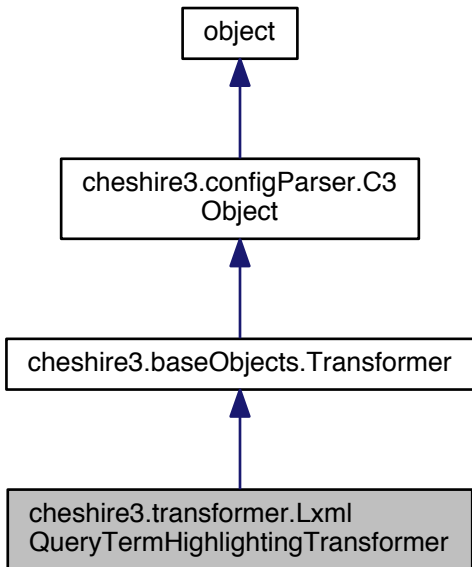 object
cheshire3.configParser.C3
Object
cheshire3.baseObjects.Transformer
cheshire3.transformer.Lxml
QueryTermHighlightingTransformer